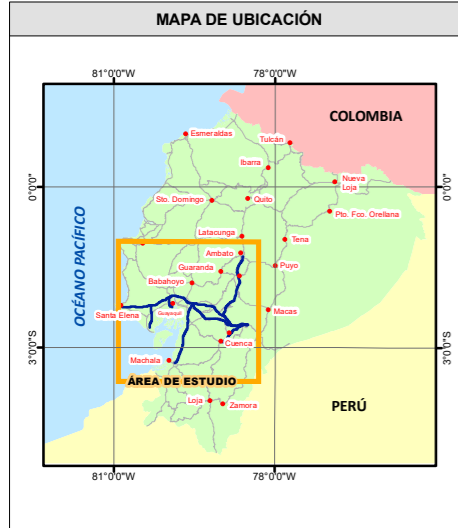 MAPA DE UBICACIÓN
81°0'0"W
78°0'0"W
COLOMBIA
Esmeraldas
Tulcán
Ibarra
Nueva
Loja
0°0'0"
0°0'0"
Sto. Domingo
Quito
Pto. Fco. Orellana
OCÉANO PACÍFICO
Latacunga
Tena
Ambato
Guaranda
Puyo
Babahoyo
Santa Elena
Guayaquil
Macas
3°0'0"S
3°0'0"S
Cuenca
Machala
ÁREA DE ESTUDIO
Loja
Zamora
PERÚ
81°0'0"W
78°0'0"W